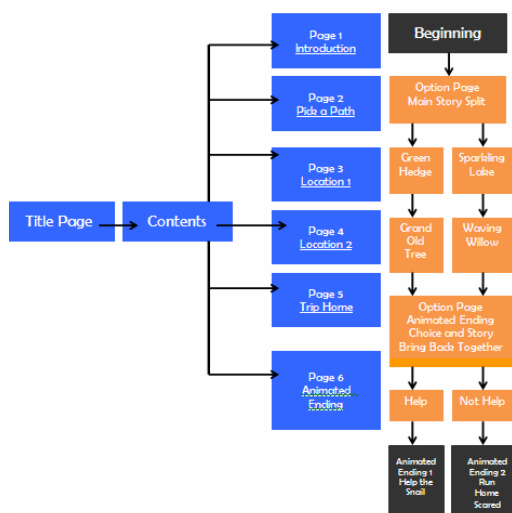 Title Page
Contents
Page 1
Introduction
Page 2
Pick a Path
Page 3
Location 1
Page 4
Location 2
Page 5
Trip Home
Page 6
Animated
Ending
Beginning
Option Page
Main Story Split
Green
Hedge
Sparkling
Lake
Grand
Old
Tree
Waving
Willow
Option Page
Animated Ending
Choice and Story
Bring Back Together
Help
Not Help
Animated
Ending 1
Help the
Snail
Animated
Ending 2
Run
Home
Scared